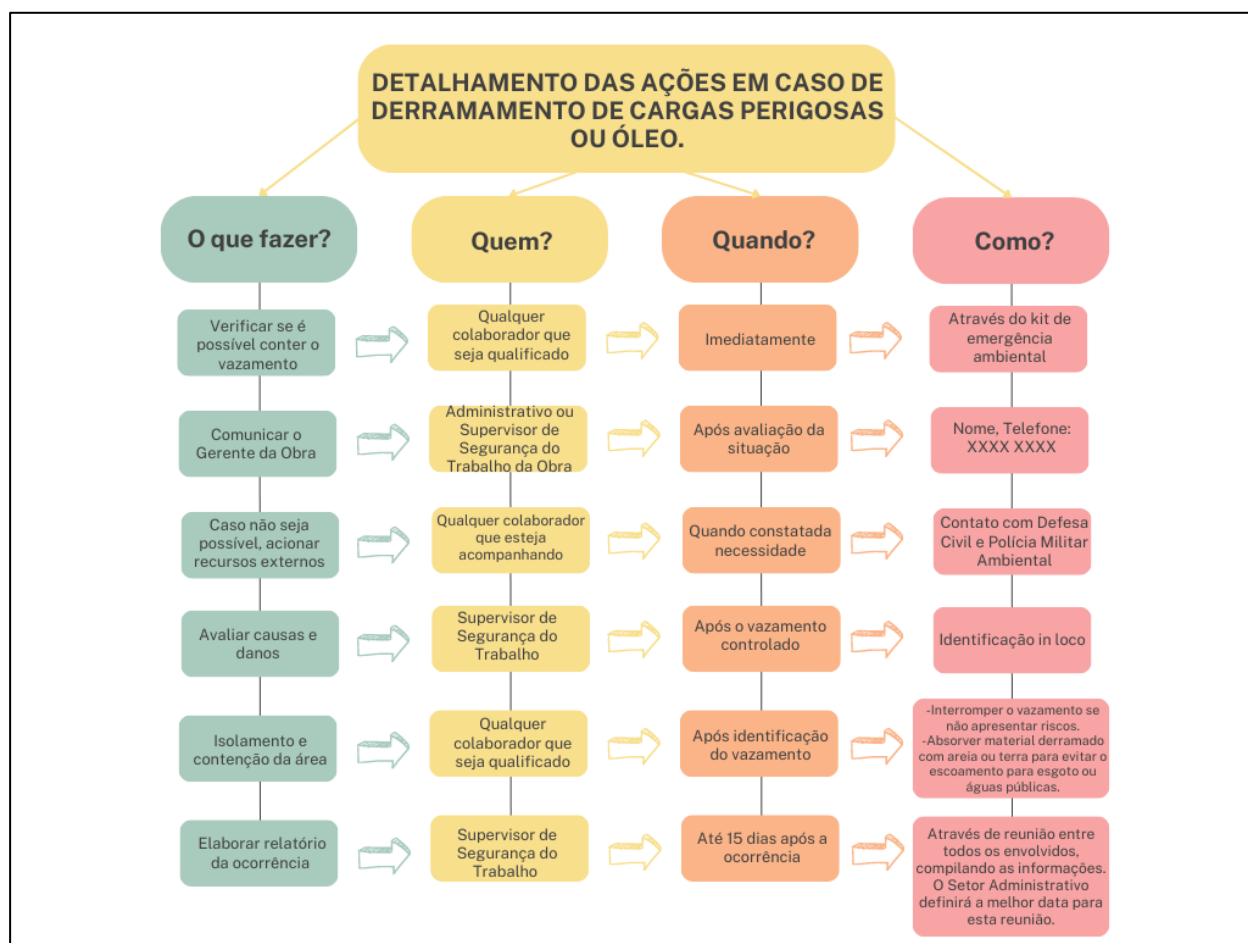 DETALHAMENTO DAS AÇÕES EM CASO DE
DERRAMAMENTO DE CARGAS PERIGOSAS
OU ÓLEO.
O que fazer?
Quem?
Quando?
Como?
Verificar se é
possível conter o
vazamento
Qualquer
colaborador que
seja qualificado
Imediatamente
Através do kit de
emergência
ambiental
Comunicar o
Gerente da Obra
Administrativo ou
Supervisor de
Segurança do
Trabalho da Obra
Após avaliação da
situação
Nome, Telefone:
XXXX XXXX
Caso não seja
possível, acionar
recursos externos
Qualquer colaborador
que esteja
acompanhando
Quando constatada
necessidade
Contato com Defesa
Civil e Polícia Militar
Ambiental
Avaliar causas e
danos
Supervisor de
Segurança do
Trabalho
Após o vazamento
controlado
Identificação in loco
Isolamento e
contenção da área
Qualquer
colaborador que
seja qualificado
Após identificação
do vazamento
-Interromper o vazamento se
não apresentar riscos.
-Absorver material derramado
com areia ou terra para evitar o
escoamento para esgoto ou
águas públicas.
Elaborar relatório
da ocorrência
Supervisor de
Segurança do
Trabalho
Até 15 dias após a
ocorrência
Através de reunião entre
todos os envolvidos,
compilando as informações.
O Setor Administrativo
definirá a melhor data para
esta reunião.